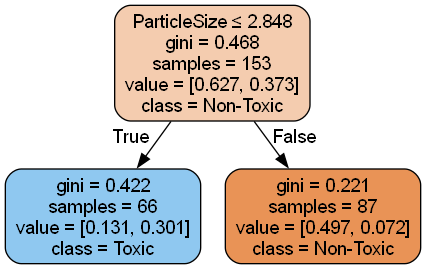 ParticleSize ≤ 2.848
gini = 0.468
samples = 153
value = [0.627, 0.373]
class = Non-Toxic
True
False
gini = 0.422
samples = 66
value = [0.131, 0.301]
class = Toxic
gini = 0.221
samples = 87
value = [0.497, 0.072]
class = Non-Toxic